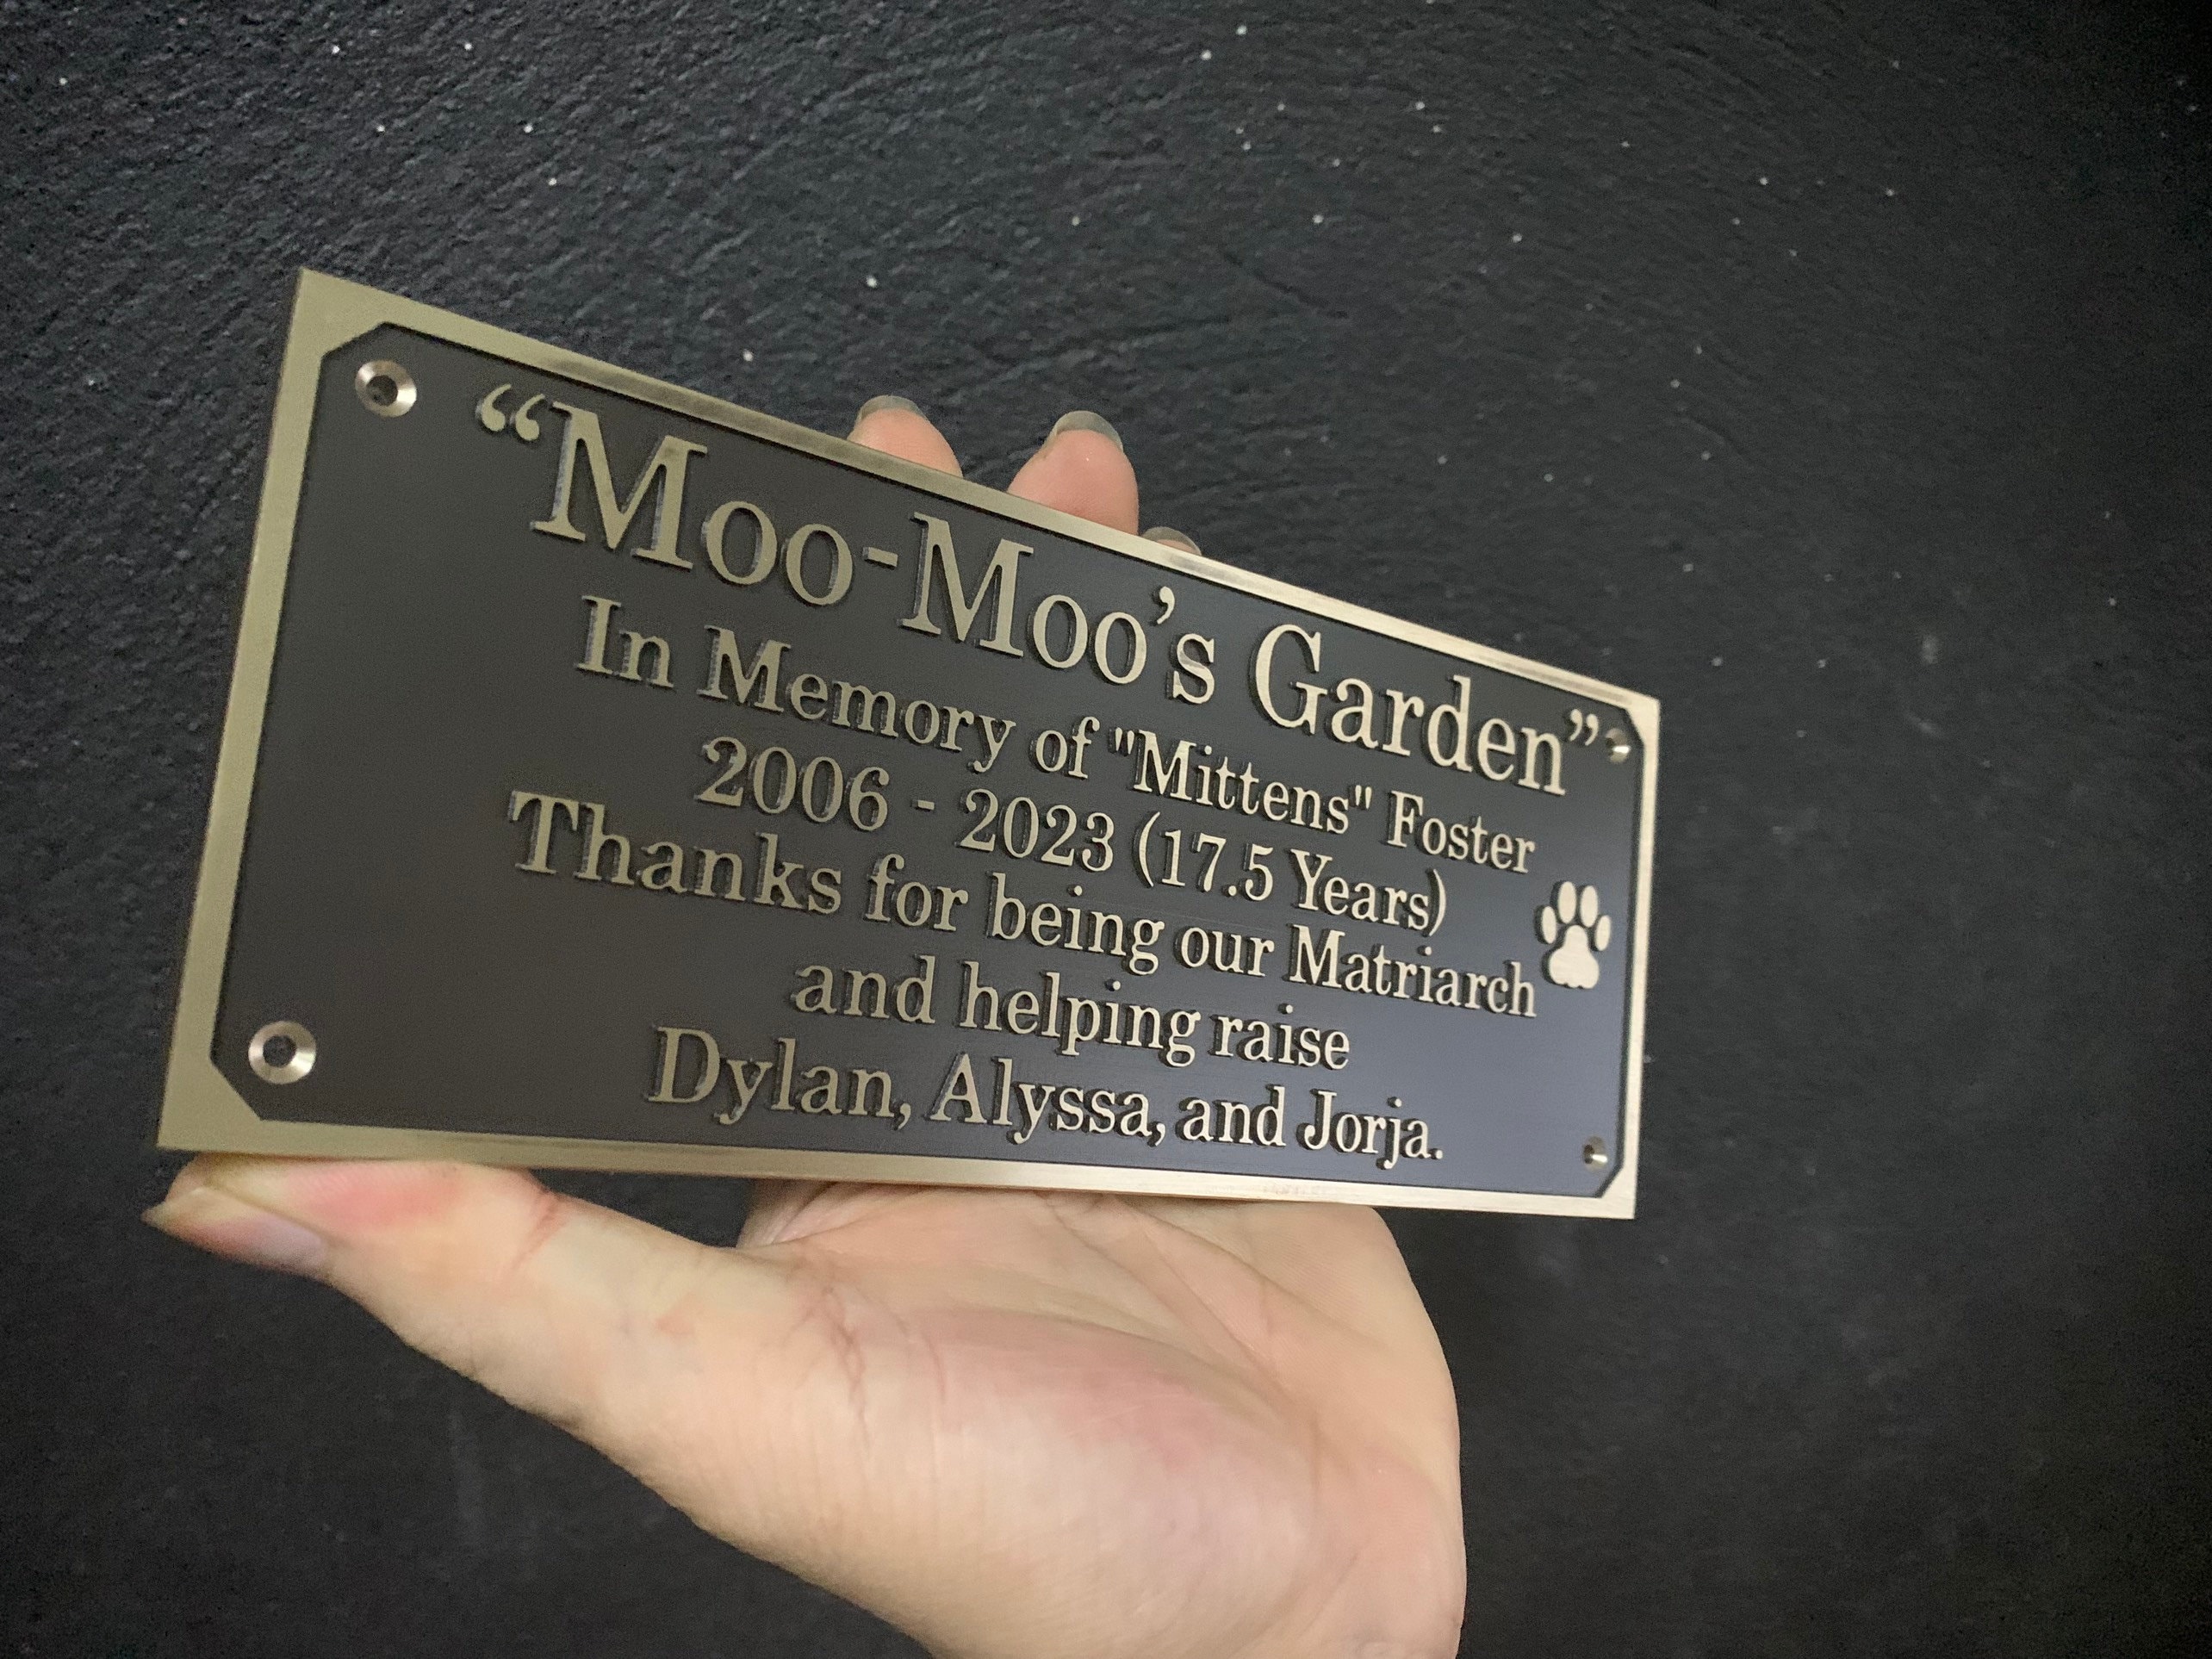 “Moo-Moo’s Garden”
In Memory of "Mittens" Foster
2006 - 2023 (17.5 Years)
Thanks for being our Matriarch
and helping raise
Dylan, Alyssa, and Jorja.